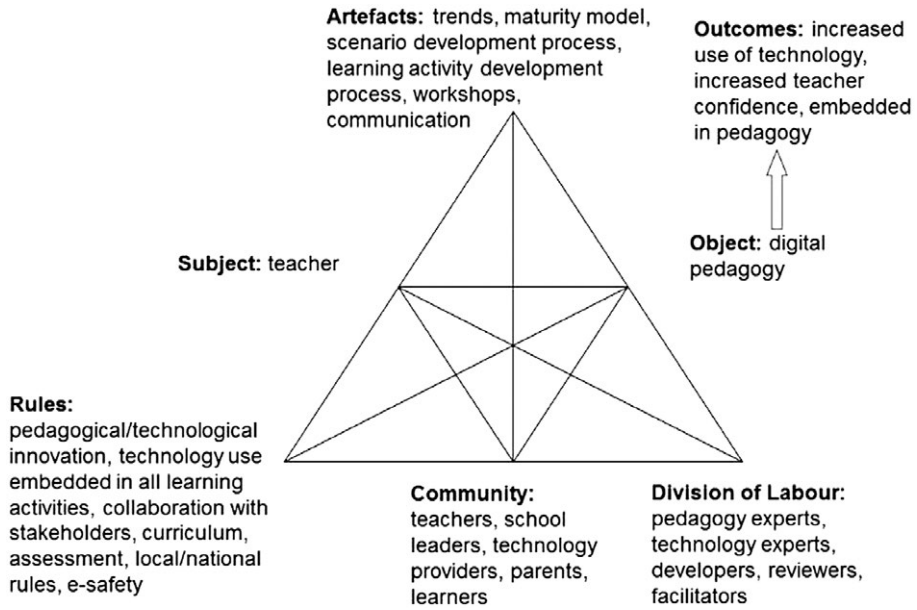 Artefacts: trends, maturity model,
scenario development process,
learning activity development
process, workshops,
communication
Outcomes: increased
use of technology,
increased teacher
confidence, embedded
in pedagogy
Subject: teacher
Object: digital
pedagogy
Rules:
pedagogical/technological
innovation, technology use
embedded in all learning
activities, collaboration with
stakeholders, curriculum,
assessment, local/national
rules, e-safety
Community:
teachers, school
leaders, technology
providers, parents,
learners
Division of Labour:
pedagogy experts,
technology experts,
developers, reviewers,
facilitators